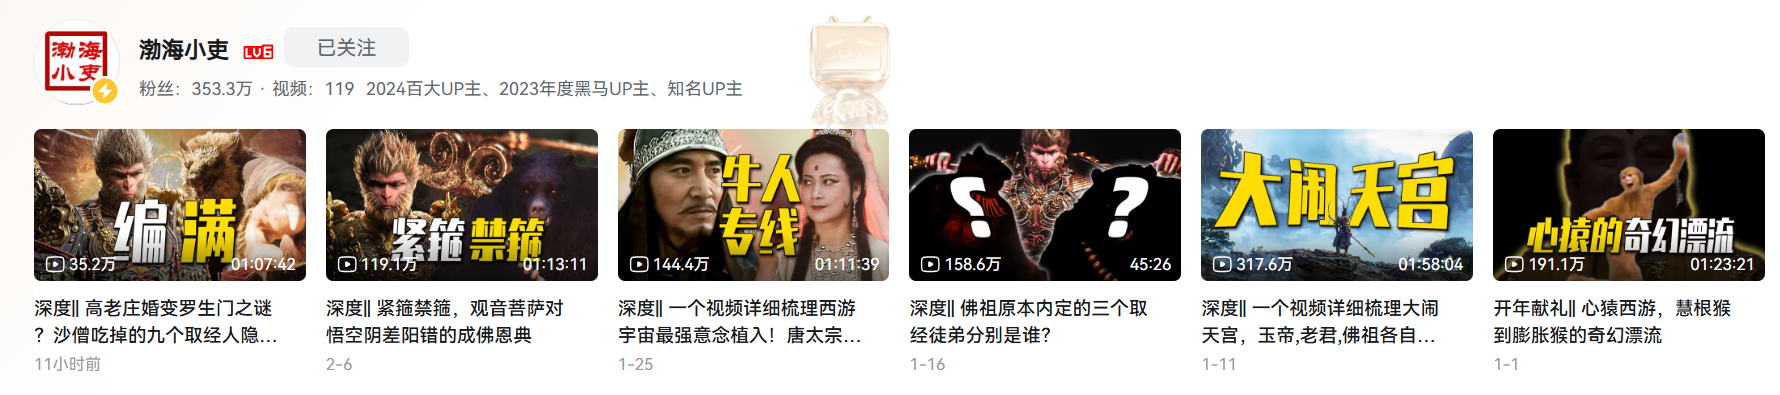 渤海小吏
渤海小吏 LV6 已关注
粉丝：353.3万 · 视频：119 2024百大UP主、2023年度黑马UP主、知名UP主
编 满
35.2万 01:07:42
深度‖ 高老庄婚变罗生门之谜
？沙僧吃掉的九个取经人隐...
11小时前
紧箍禁箍
119.1万 01:13:11
深度‖ 紧箍禁箍，观音菩萨对
悟空阴差阳错的成佛恩典
2-6
牛人
专线
144.4万 01:11:39
深度‖ 一个视频详细梳理西游
宇宙最强意念植入！唐太宗...
1-25
? ?
158.6万 45:26
深度‖ 佛祖原本内定的三个取
经徒弟分别是谁？
1-16
大闹天宫
317.6万 01:58:04
深度‖ 一个视频详细梳理大闹
天宫，玉帝,老君,佛祖各自...
1-11
心猿的奇幻漂流
191.1万 01:23:21
开年献礼‖ 心猿西游，慧根猴
到膨胀猴的奇幻漂流
1-1